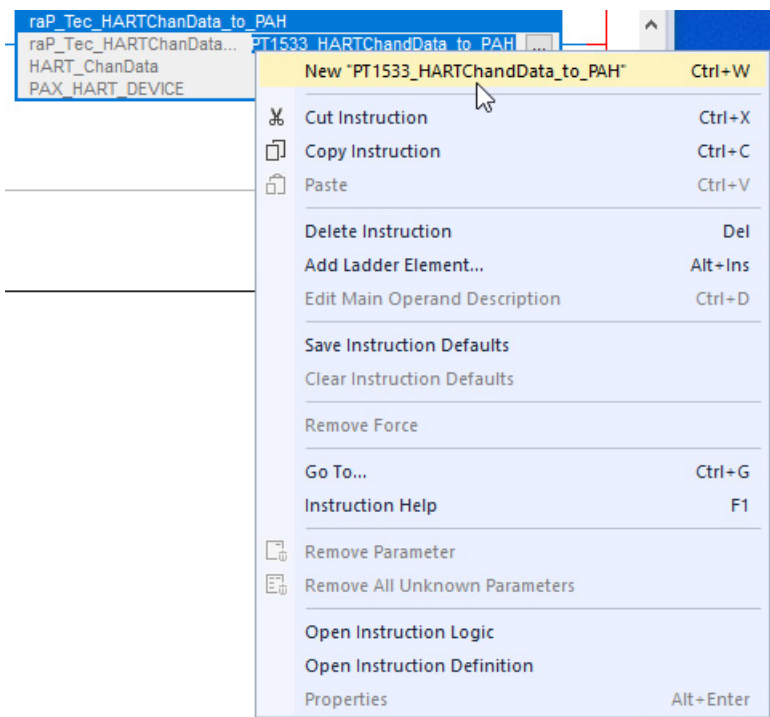 raP_Tec_HARTChanData_to_PAH
raP_Tec_HARTChanData... PT1533_HARTChandData_to_PAH ...
HART_ChanData
PAX_HART_DEVICE
New "PT1533_HARTChandData_to_PAH" Ctrl+W
Cut Instruction Ctrl+X
Copy Instruction Ctrl+C
Paste Ctrl+V
Delete Instruction Del
Add Ladder Element... Alt+Ins
Edit Main Operand Description Ctrl+D
Save Instruction Defaults
Clear Instruction Defaults
Remove Force
Go To... Ctrl+G
Instruction Help F1
Remove Parameter
Remove All Unknown Parameters
Open Instruction Logic
Open Instruction Definition
Properties Alt+Enter